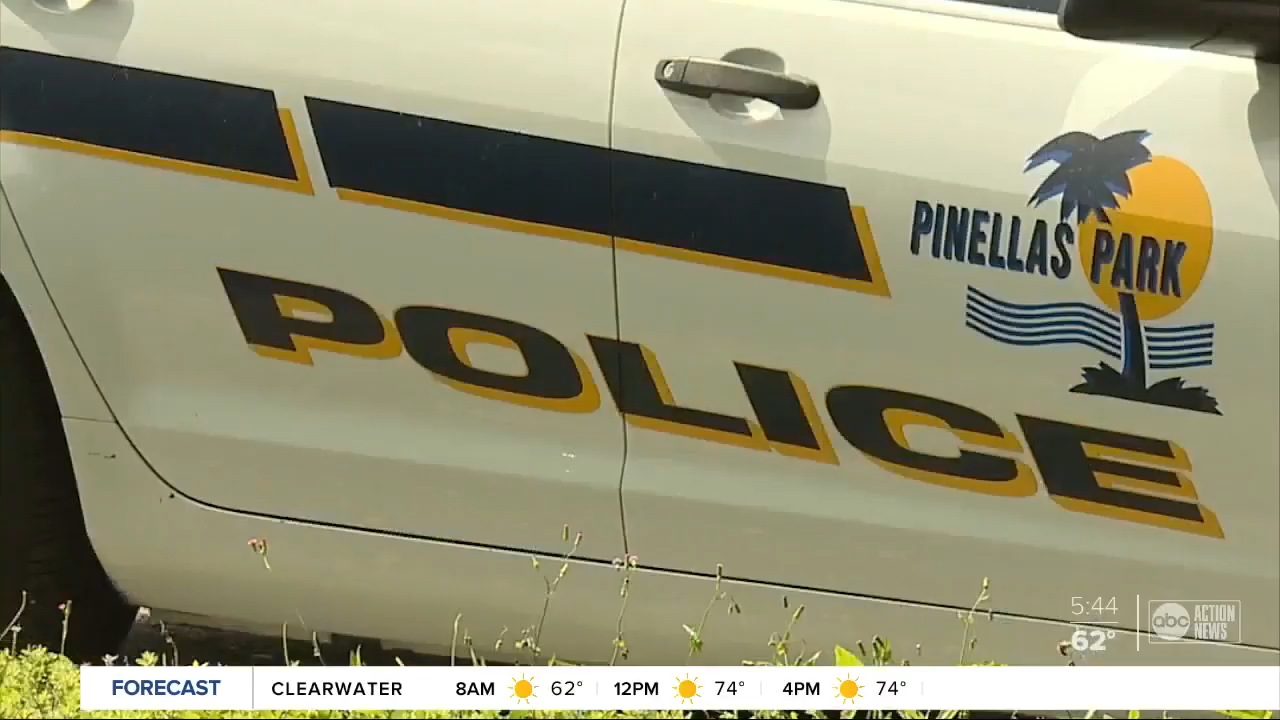 PINELLAS PARK
POLICE
5:44
62°
abc ACTION NEWS
FORECAST CLEARWATER 8AM 62° 12PM 74° 4PM 74°